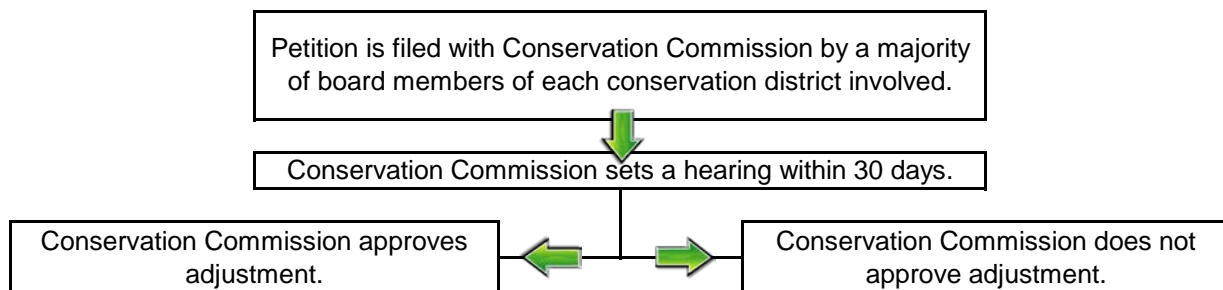 Petition is filed with Conservation Commission by a majority
of board members of each conservation district involved.
Conservation Commission sets a hearing within 30 days.
Conservation Commission approves
adjustment.
Conservation Commission does not
approve adjustment.